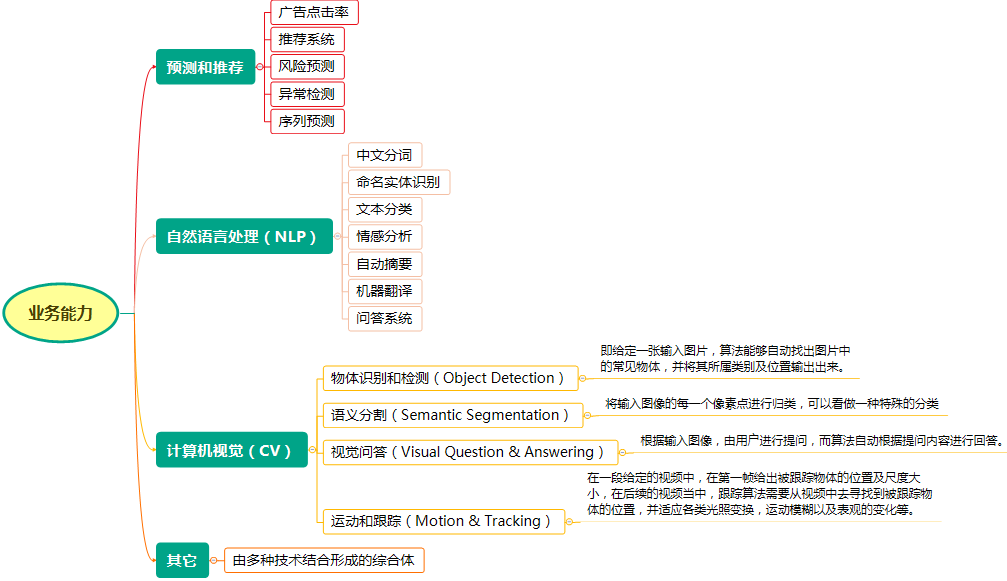 业务能力
预测和推荐
广告点击率
推荐系统
风险预测
异常检测
序列预测
自然语言处理（NLP）
中文分词
命名实体识别
文本分类
情感分析
自动摘要
机器翻译
问答系统
计算机视觉（CV）
物体识别和检测（Object Detection）
即给定一张输入图片，算法能够自动找出图片中
的常见物体，并将其所属类别及位置输出出来。
语义分割（Semantic Segmentation）
将输入图像的每一个像素点进行归类，可以看做一种特殊的分类
视觉问答（Visual Question & Answering）
根据输入图像，由用户进行提问，而算法自动根据提问内容进行回答。
运动和跟踪（Motion & Tracking）
在一段给定的视频中，在第一帧给出被跟踪物体的位置及尺度大
小，在后续的视频当中，跟踪算法需要从视频中去寻找到被跟踪物
体的位置，并适应各类光照变换，运动模糊以及表观的变化等。
其它
由多种技术结合形成的综合体